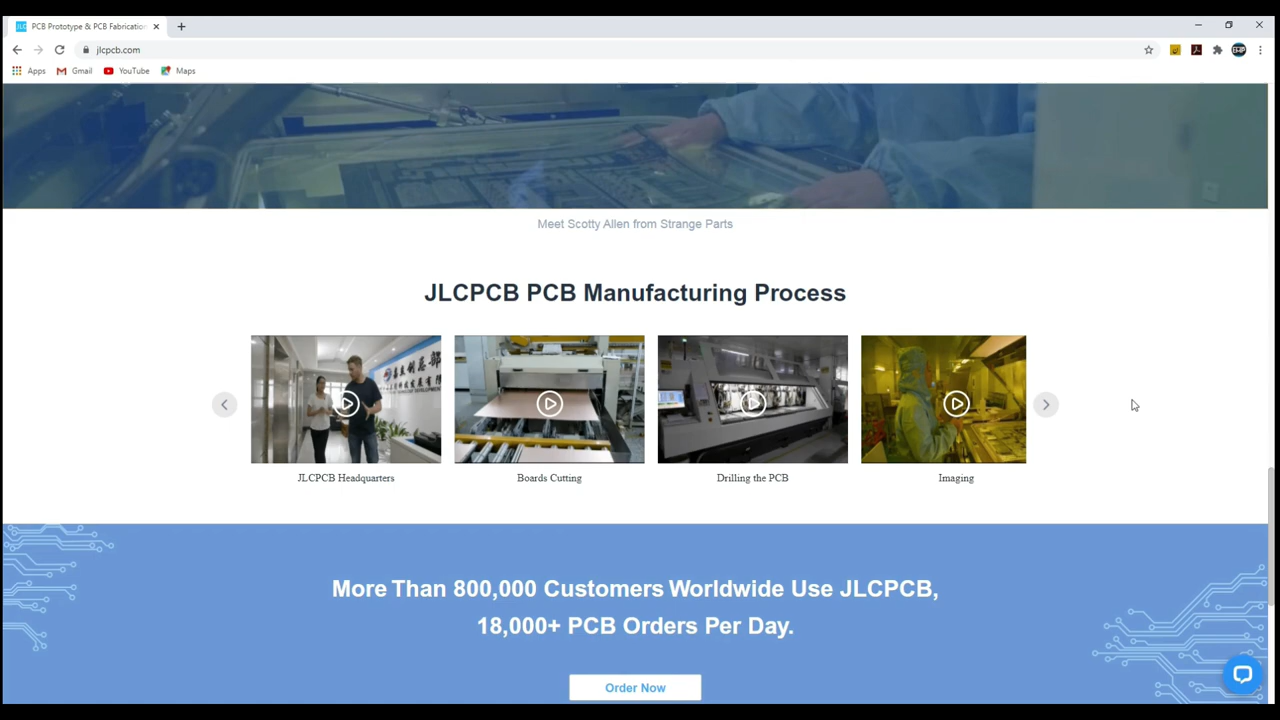 JLC PCB Prototype & PCB Fabricatio
jlcpcb.com
Apps Gmail YouTube Maps
Meet Scotty Allen from Strange Parts
JLCPCB PCB Manufacturing Process
JLCPCB Headquarters
Boards Cutting
Drilling the PCB
Imaging
More Than 800,000 Customers Worldwide Use JLCPCB,
18,000+ PCB Orders Per Day.
Order Now